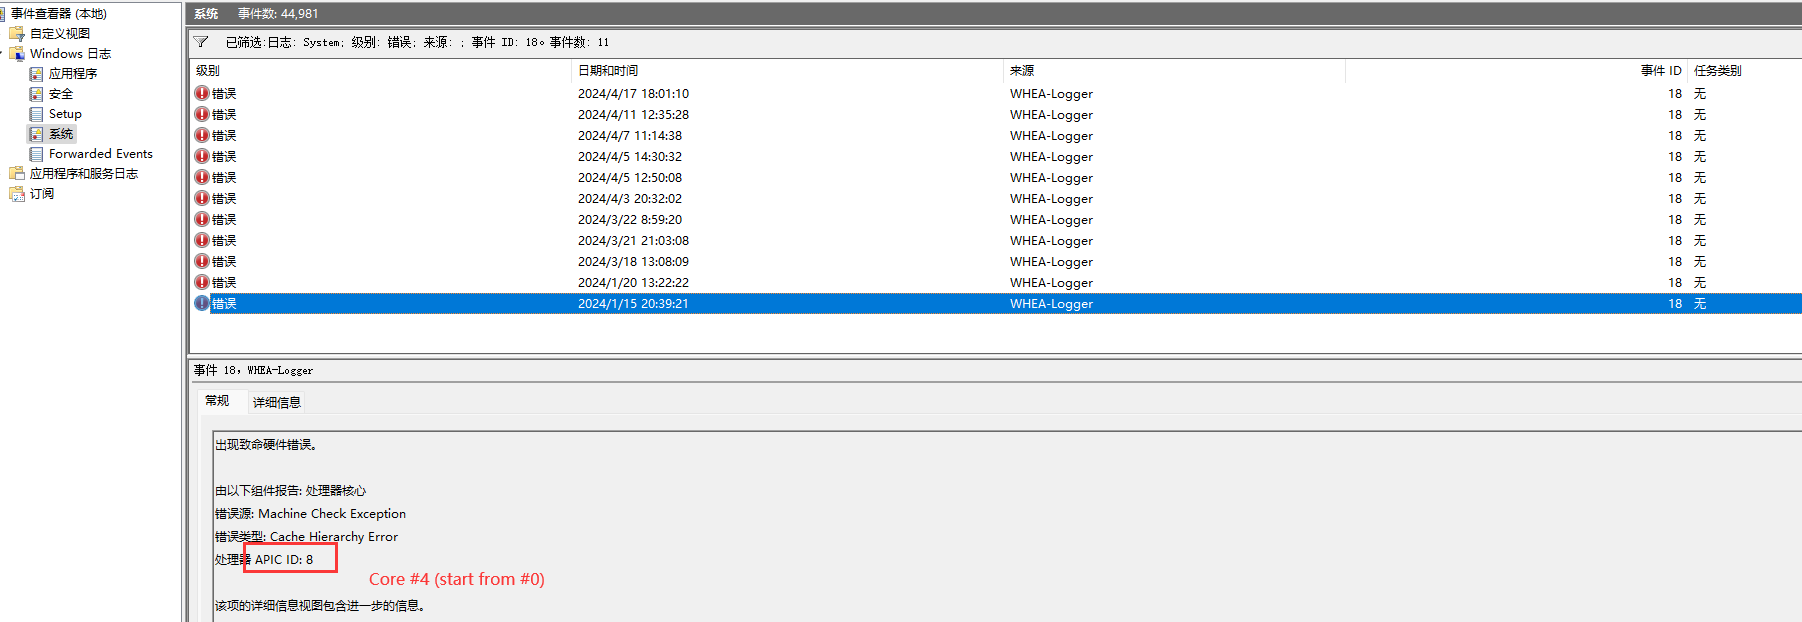 事件查看器 (本地)
自定义视图
Windows 日志
应用程序
安全
Setup
系统
Forwarded Events
应用程序和服务日志
订阅
系统 事件数: 44,981
已筛选:日志: System; 级别: 错误; 来源: ; 事件 ID: 18。事件数: 11
级别 日期和时间 来源 事件 ID 任务类别
错误 2024/4/17 18:01:10 WHEA-Logger 18 无
错误 2024/4/11 12:35:28 WHEA-Logger 18 无
错误 2024/4/7 11:14:38 WHEA-Logger 18 无
错误 2024/4/5 14:30:32 WHEA-Logger 18 无
错误 2024/4/5 12:50:08 WHEA-Logger 18 无
错误 2024/4/3 20:32:02 WHEA-Logger 18 无
错误 2024/3/22 8:59:20 WHEA-Logger 18 无
错误 2024/3/21 21:03:08 WHEA-Logger 18 无
错误 2024/3/18 13:08:09 WHEA-Logger 18 无
错误 2024/1/20 13:22:22 WHEA-Logger 18 无
错误 2024/1/15 20:39:21 WHEA-Logger 18 无
事件 18，WHEA-Logger
常规 详细信息
出现致命硬件错误。
由以下组件报告: 处理器核心
错误源: Machine Check Exception
错误类型: Cache Hierarchy Error
处理器 APIC ID: 8
Core #4 (start from #0)
该项的详细信息视图包含进一步的信息。